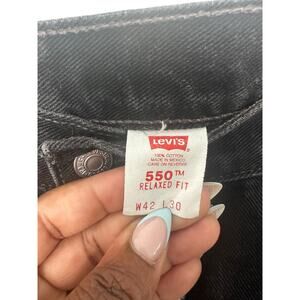 LEVI'S
100% COTTON
MADE IN MEXICO
CARE ON REVERSE
550™
RELAXED FIT
W42 L30